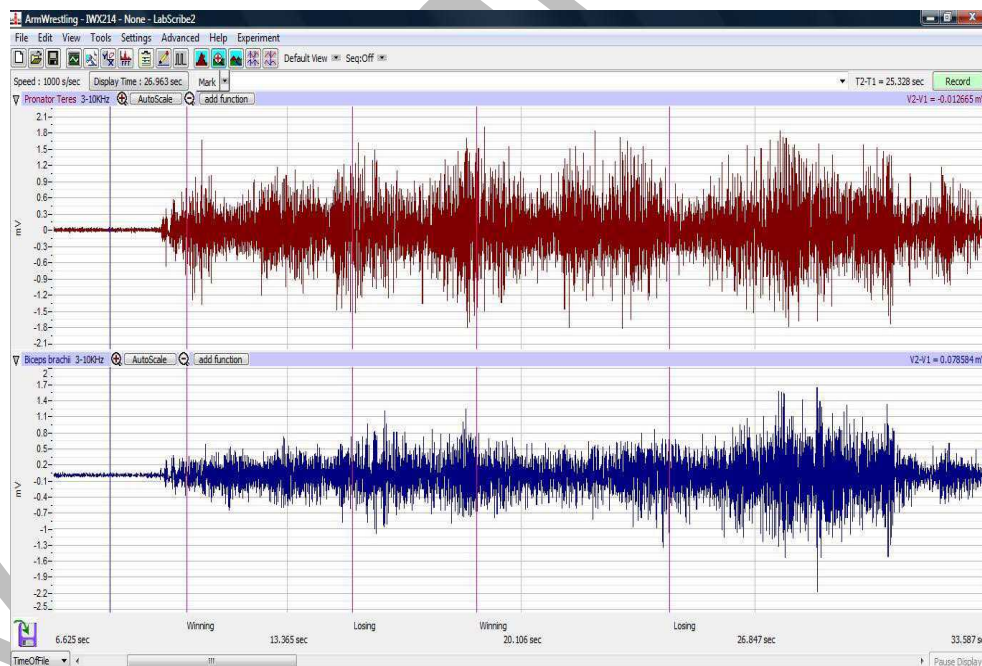 ArmWrestling - IWX214 - None - LabScribe2
File Edit View Tools Settings Advanced Help Experiment
FFT Default View Seq:Off
Speed : 1000 s/sec Display Time : 26.963 sec Mark T2-T1 = 25.328 sec Record
Pronator Teres 3-10KHz AutoScale add function V2-V1 = -0.012665 m
2.1
1.8
1.5
1.2
0.9
0.6
0.3
0
-0.3
-0.6
-0.9
-1.2
-1.5
-1.8
-2.1
mV
Biceps brachii 3-10KHz AutoScale add function V2-V1 = 0.078584 m
2
1.7
1.4
1.1
0.8
0.5
0.2
-0.1
-0.4
-0.7
-1
-1.3
-1.6
-1.9
-2.2
-2.5
mV
Winning Losing Winning Losing
6.625 sec 13.365 sec 20.106 sec 26.847 sec 33.587 s
TimeOfFile Pause Display